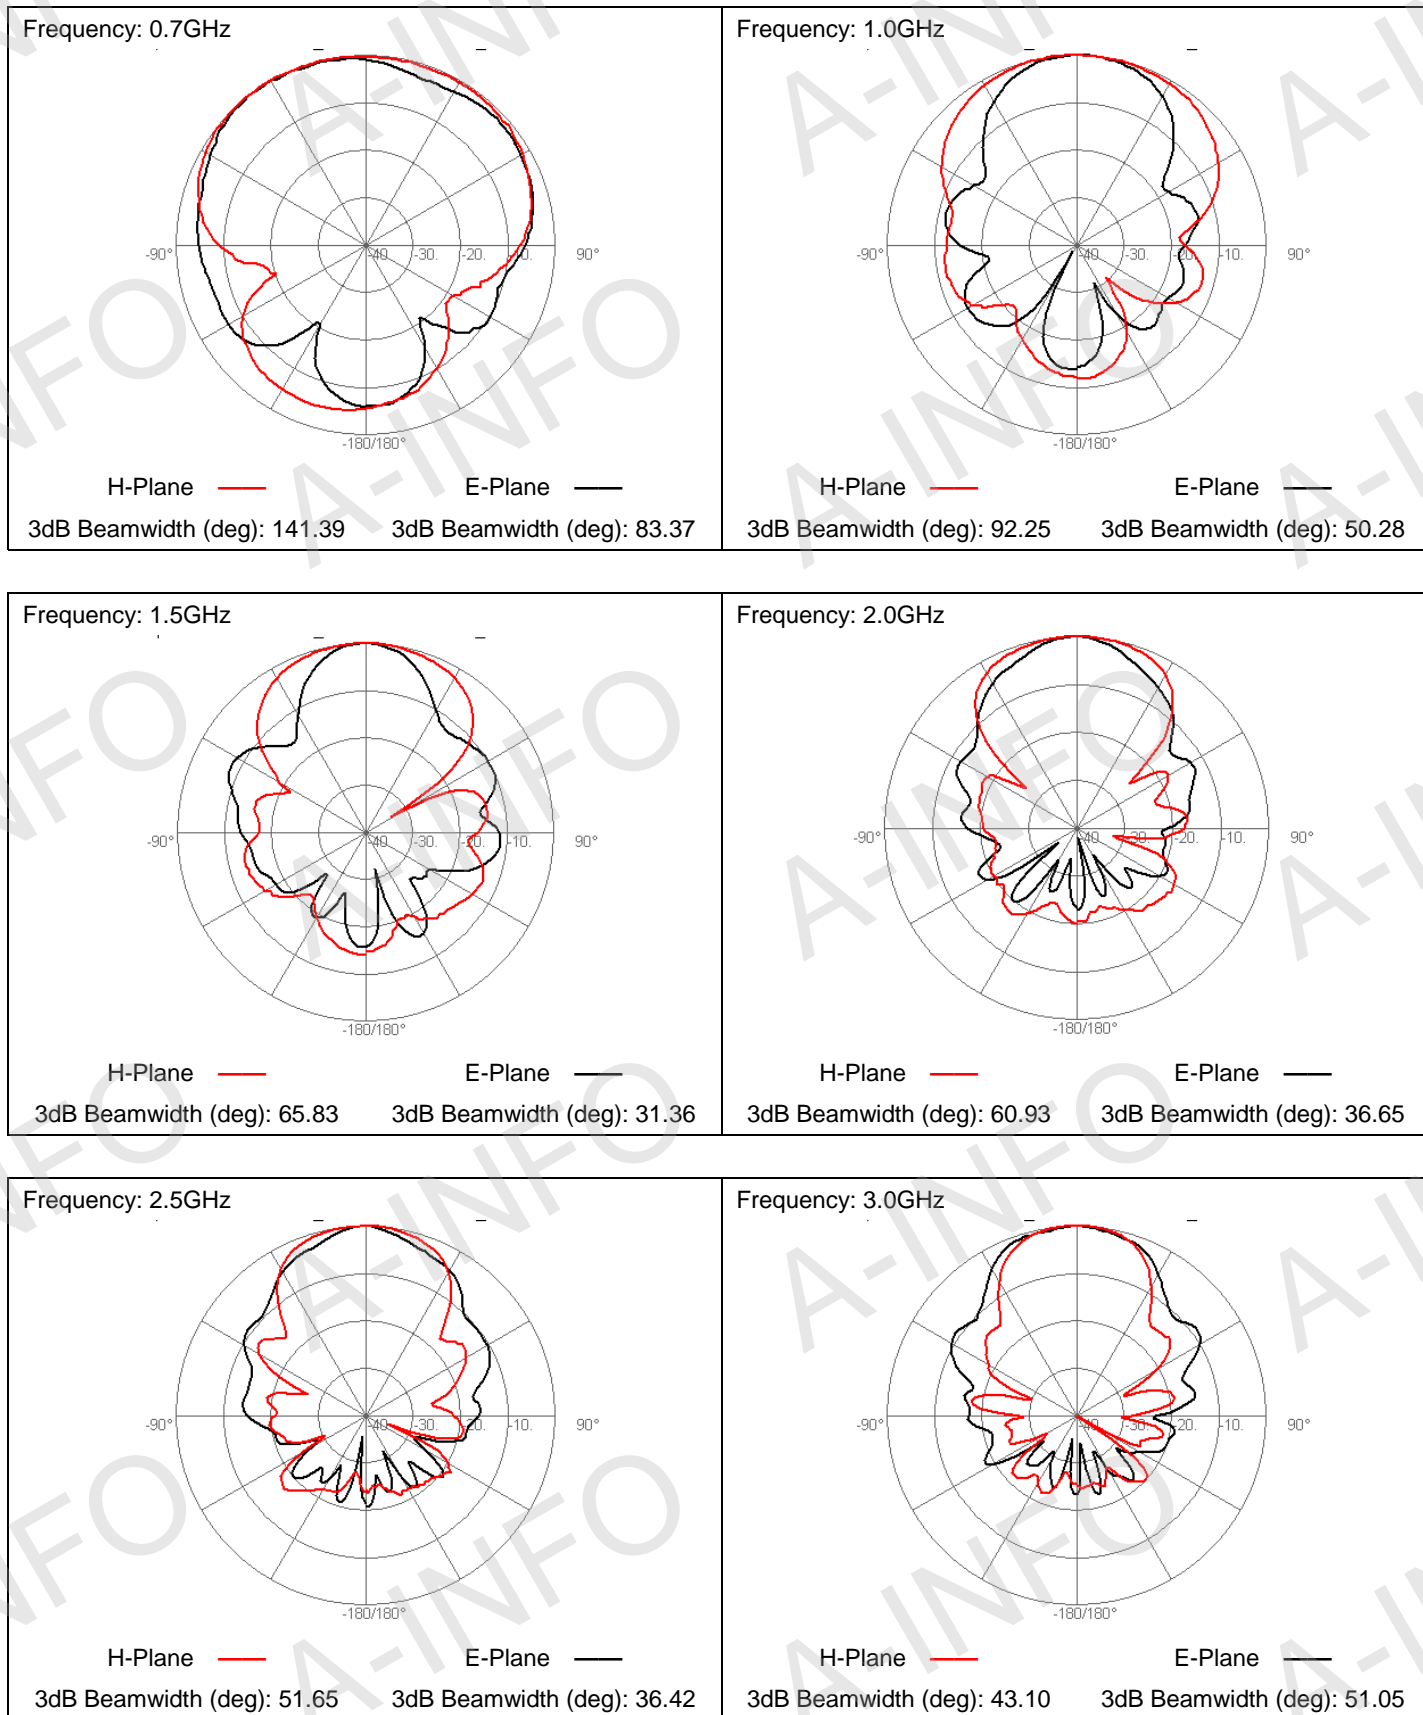 Frequency: 0.7GHz
-90° -40 -30. -20. -10. 90°
-180/180°
H-Plane E-Plane
3dB Beamwidth (deg): 141.39 3dB Beamwidth (deg): 83.37
Frequency: 1.0GHz
-90° -40 -30. -20. -10. 90°
-180/180°
H-Plane E-Plane
3dB Beamwidth (deg): 92.25 3dB Beamwidth (deg): 50.28
Frequency: 1.5GHz
-90° -40 -30. -20. -10. 90°
-180/180°
H-Plane E-Plane
3dB Beamwidth (deg): 65.83 3dB Beamwidth (deg): 31.36
Frequency: 2.0GHz
-90° -40 -30. -20. -10. 90°
-180/180°
H-Plane E-Plane
3dB Beamwidth (deg): 60.93 3dB Beamwidth (deg): 36.65
Frequency: 2.5GHz
-90° -40 -30. -20. -10. 90°
-180/180°
H-Plane E-Plane
3dB Beamwidth (deg): 51.65 3dB Beamwidth (deg): 36.42
Frequency: 3.0GHz
-90° -40 -30. -20. -10. 90°
-180/180°
H-Plane E-Plane
3dB Beamwidth (deg): 43.10 3dB Beamwidth (deg): 51.05
A-INFO